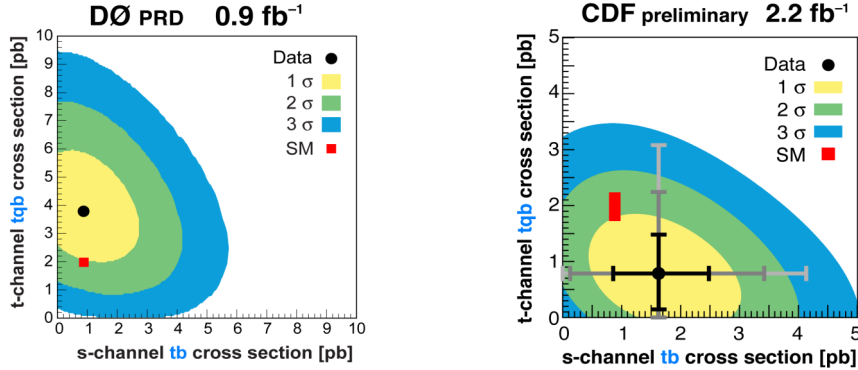 DØ PRD 0.9 fb⁻¹
t-channel tqb cross section [pb]
10
9
8
7
6
5
4
3
2
1
0
Data
1 σ
2 σ
3 σ
SM
0 1 2 3 4 5 6 7 8 9 10
s-channel tb cross section [pb]
CDF preliminary 2.2 fb⁻¹
t-channel tqb cross section [pb]
5
4
3
2
1
0
Data
1 σ
2 σ
3 σ
SM
0 1 2 3 4 5
s-channel tb cross section [pb]